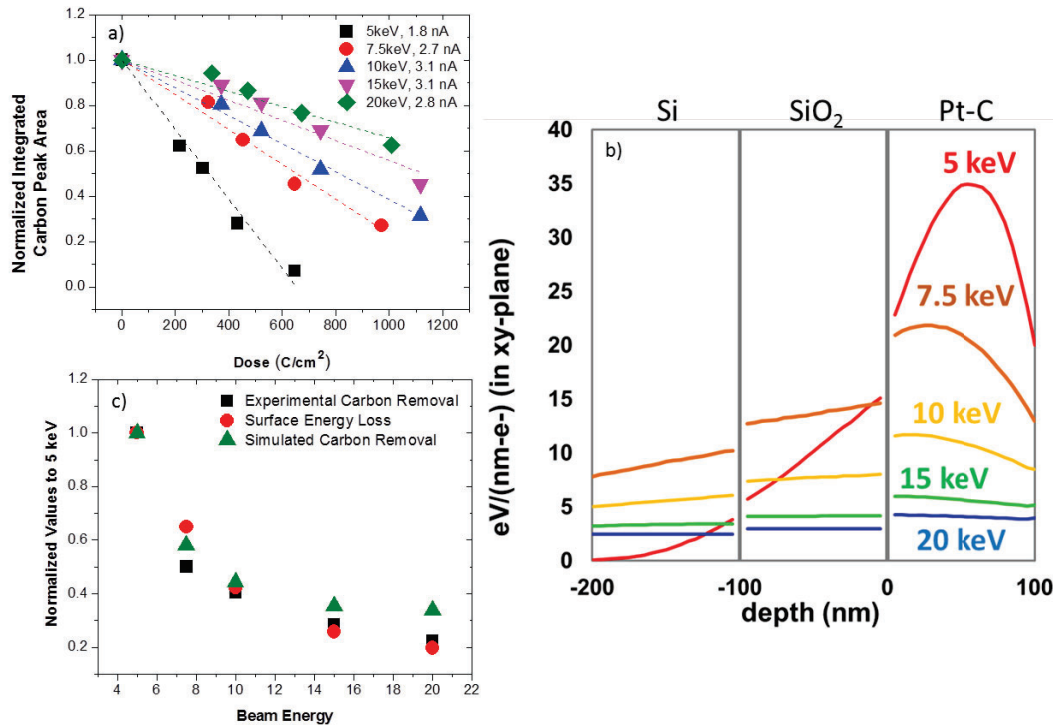 a)
5keV, 1.8 nA
7.5keV, 2.7 nA
10keV, 3.1 nA
15keV, 3.1 nA
20keV, 2.8 nA
1.2
1.0
0.8
0.6
0.4
0.2
0.0
0 200 400 600 800 1000 1200
Normalized Integrated
Carbon Peak Area
Dose (C/cm²)
Si SiO₂ Pt-C
b)
40
35
30
25
20
15
10
5
0
5 keV
7.5 keV
10 keV
15 keV
20 keV
-200 -100 0 100
eV/(nm-e-) (in xy-plane)
depth (nm)
c)
Experimental Carbon Removal
Surface Energy Loss
Simulated Carbon Removal
1.0
0.8
0.6
0.4
0.2
4 6 8 10 12 14 16 18 20 22
Normalized Values to 5 keV
Beam Energy